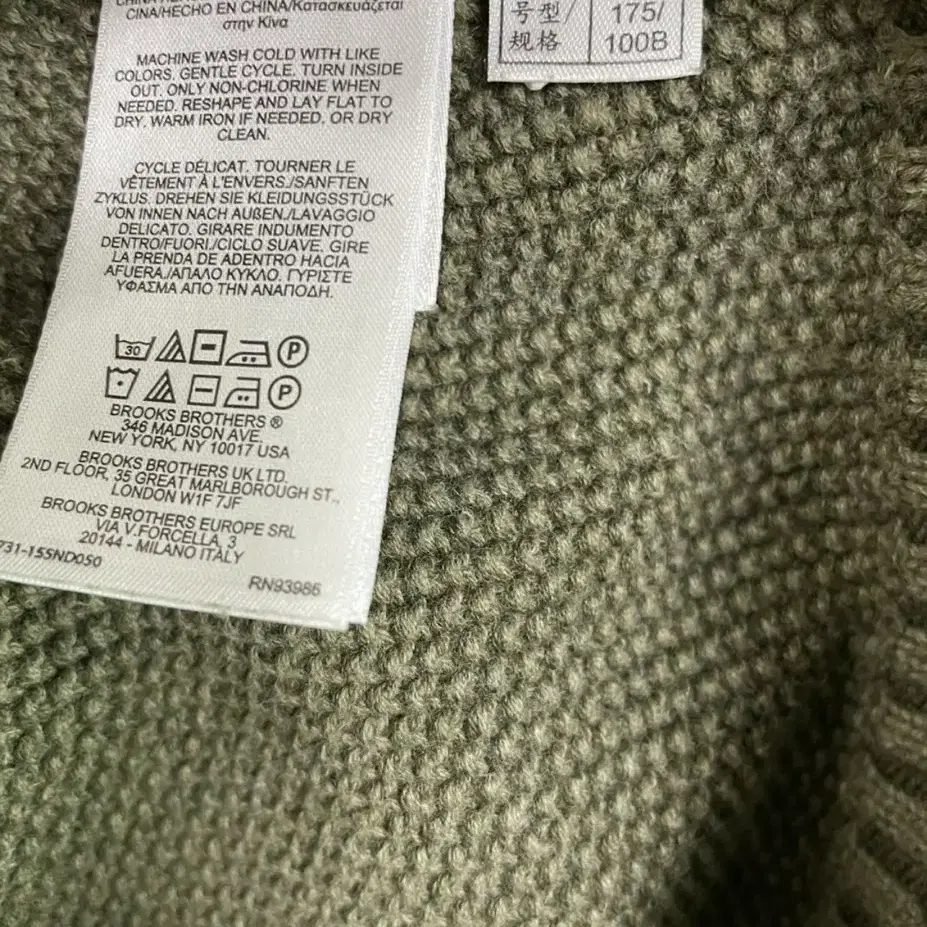 CINA/HECHO EN CHINA/Κατασκευάζεται
στην Κίνα
MACHINE WASH COLD WITH LIKE
COLORS. GENTLE CYCLE. TURN INSIDE
OUT. ONLY NON-CHLORINE WHEN
NEEDED. RESHAPE AND LAY FLAT TO
DRY. WARM IRON IF NEEDED, OR DRY
CLEAN.
CYCLE DÉLICAT. TOURNER LE
VÊTEMENT À L'ENVERS./SANFTEN
ZYKLUS. DREHEN SIE KLEIDUNGSSTÜCK
VON INNEN NACH AUßEN./LAVAGGIO
DELICATO. GIRARE INDUMENTO
DENTRO/FUORI./CICLO SUAVE. GIRE
LA PRENDA DE ADENTRO HACIA
AFUERA./ΑΠΑΛΟ ΚΥΚΛΟ. ΓΥΡΙΣΤΕ
ΥΦΑΣΜΑ ΑΠΟ ΤΗΝ ΑΝΑΠΟΔΗ.
30 P
P
BROOKS BROTHERS ®
346 MADISON AVE.
NEW YORK, NY 10017 USA
BROOKS BROTHERS UK LTD.
2ND FLOOR, 35 GREAT MARLBOROUGH ST.,
LONDON W1F 7JF
BROOKS BROTHERS EUROPE SRL
VIA V.FORCELLA, 3
20144 - MILANO ITALY
731-155ND050
RN93985
号型/ 175/
规格 100B